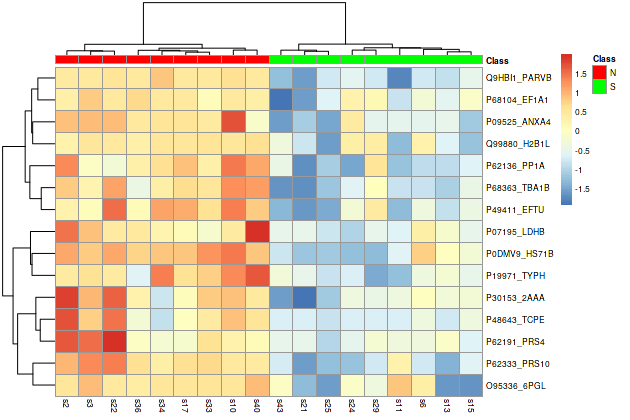 Class
Q9HBI1_PARVB
P68104_EF1A1
P09525_ANXA4
Q99880_H2B1L
P62136_PP1A
P68363_TBA1B
P49411_EFTU
P07195_LDHB
P0DMV9_HS71B
P19971_TYPH
P30153_2AAA
P48643_TCPE
P62191_PRS4
P62333_PRS10
O95336_6PGL
s2 s3 s22 s36 s34 s17 s33 s10 s40 s43 s21 s25 s24 s29 s11 s6 s13 s15
1.5
1
0.5
0
-0.5
-1
-1.5
Class
N
S